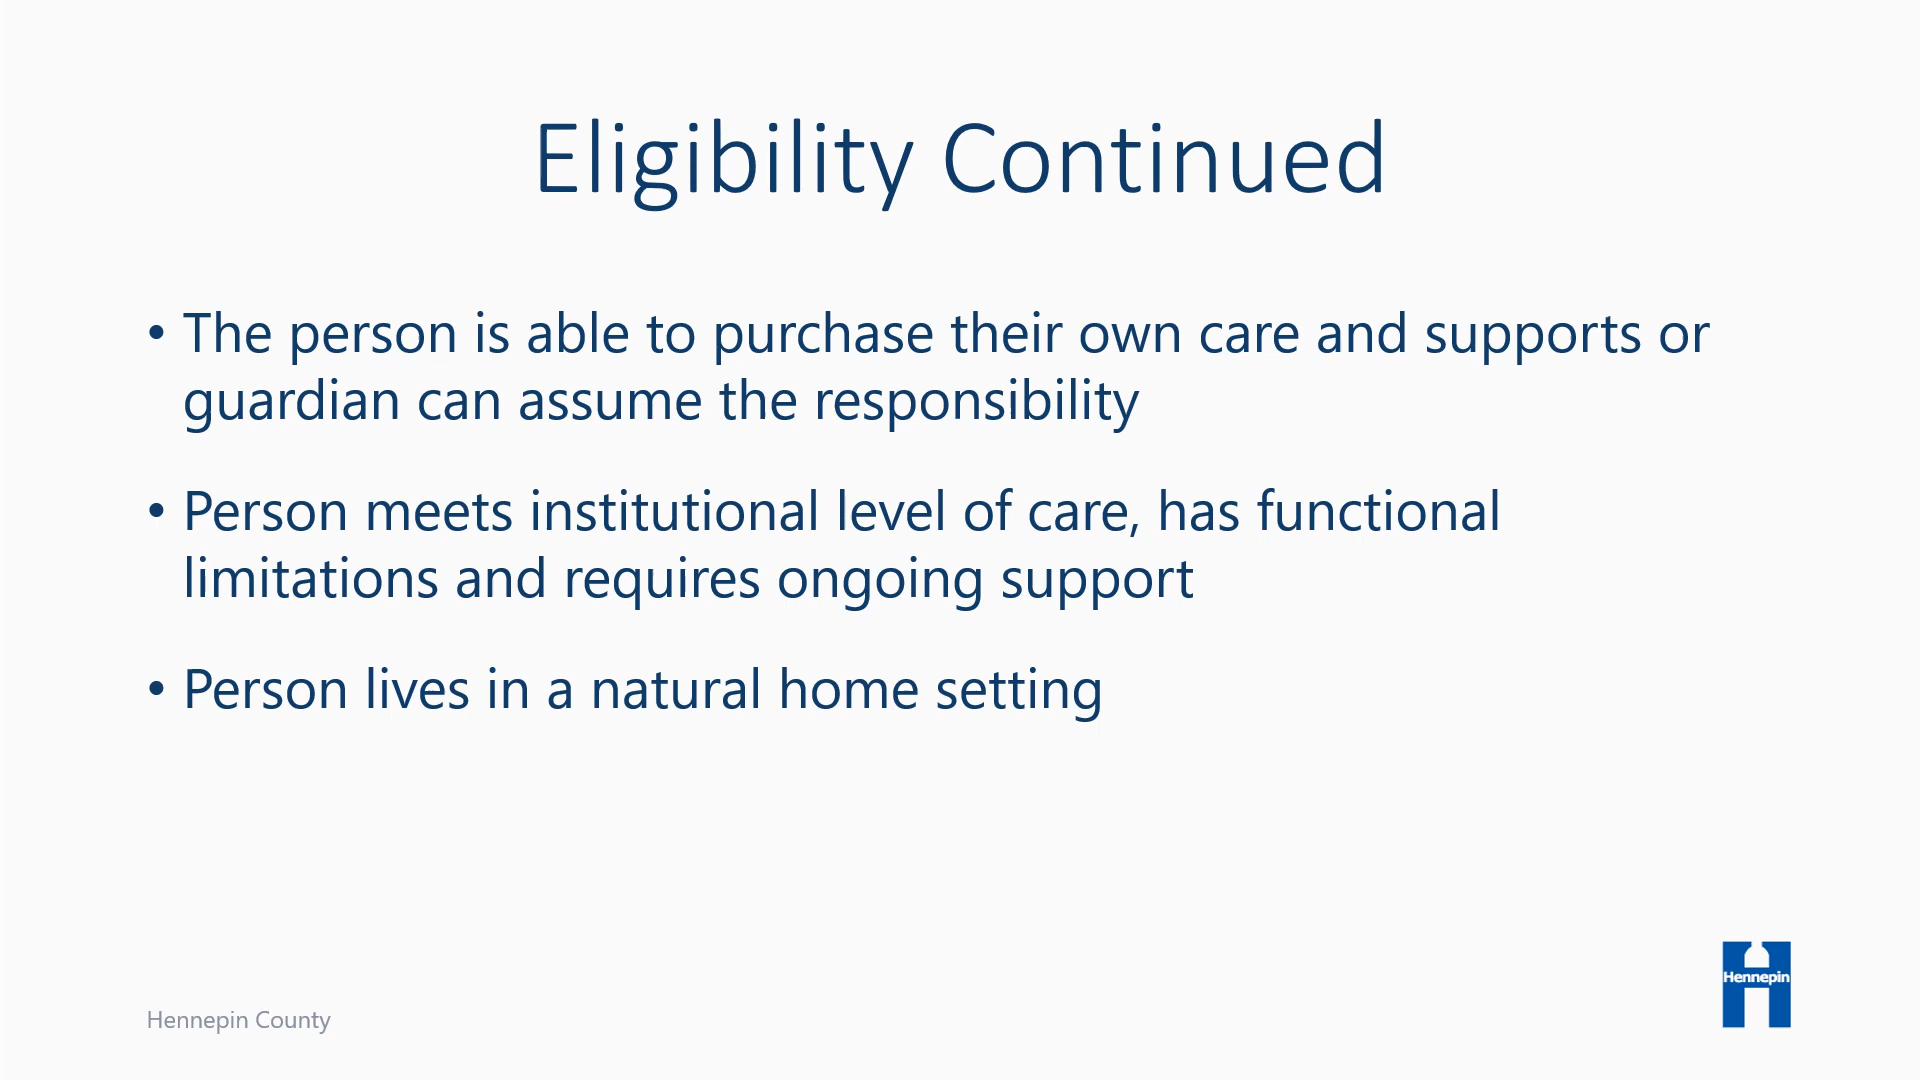 Eligibility Continued
• The person is able to purchase their own care and supports or
guardian can assume the responsibility
• Person meets institutional level of care, has functional
limitations and requires ongoing support
• Person lives in a natural home setting
Hennepin
Hennepin County